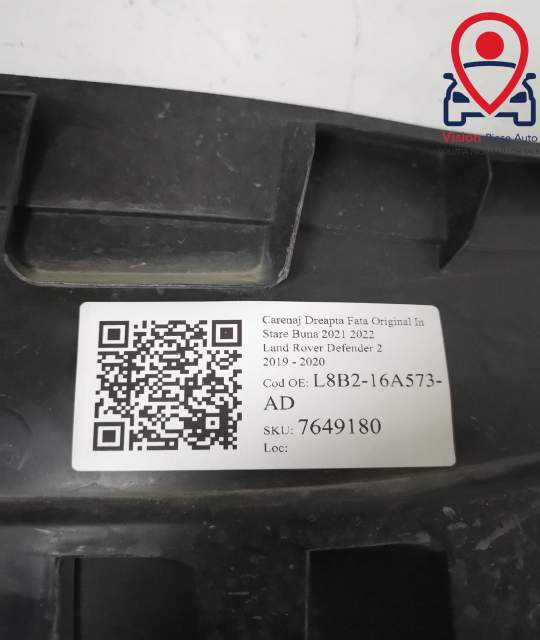 Vision Piese Auto
Carenaj Dreapta Fata Original In
Stare Buna 2021 2022
Land Rover Defender 2
2019 - 2020
Cod OE: L8B2-16A573-
AD
SKU: 7649180
Loc: